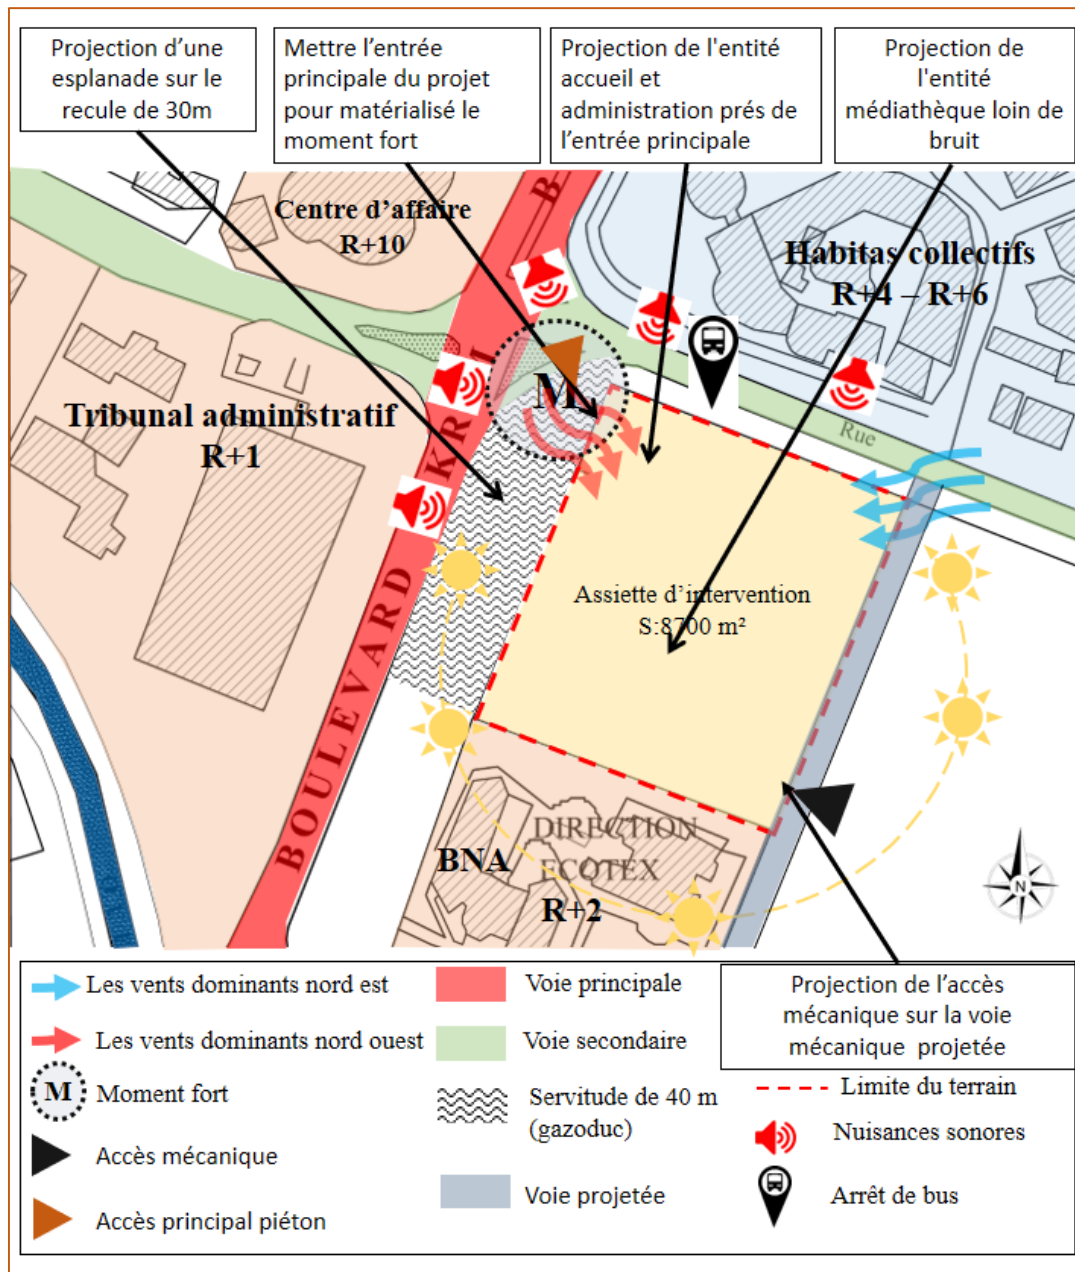 Projection d'une
esplanade sur le
recule de 30m
Mettre l'entrée
principale du projet
pour matérialisé le
moment fort
Projection de l'entité
accueil et
administration prés de
l'entrée principale
Projection de
l'entité
médiathèque loin de
bruit
Centre d'affaire
R+10
B
Habitas collectifs
R+4 – R+6
Tribunal administratif
R+1
M
Rue
BOULEVARD KRIM
Assiette d'intervention
S:8700 m²
DIRECTION
ECOTEX
BNA
R+2
N
Projection de l'accès
mécanique sur la voie
mécanique projetée
Les vents dominants nord est
Les vents dominants nord ouest
M Moment fort
Accès mécanique
Accès principal piéton
Voie principale
Voie secondaire
Servitude de 40 m
(gazoduc)
Voie projetée
Limite du terrain
Nuisances sonores
Arrêt de bus